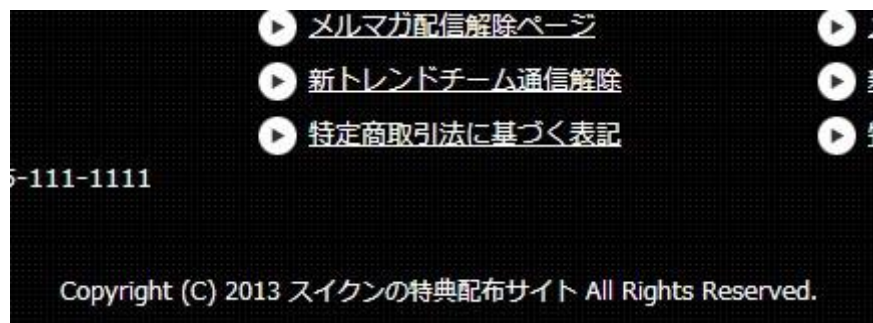 メルマガ配信解除ページ
新トレンドチーム通信解除
特定商取引法に基づく表記
-111-1111
Copyright (C) 2013 スイクンの特典配布サイト All Rights Reserved.